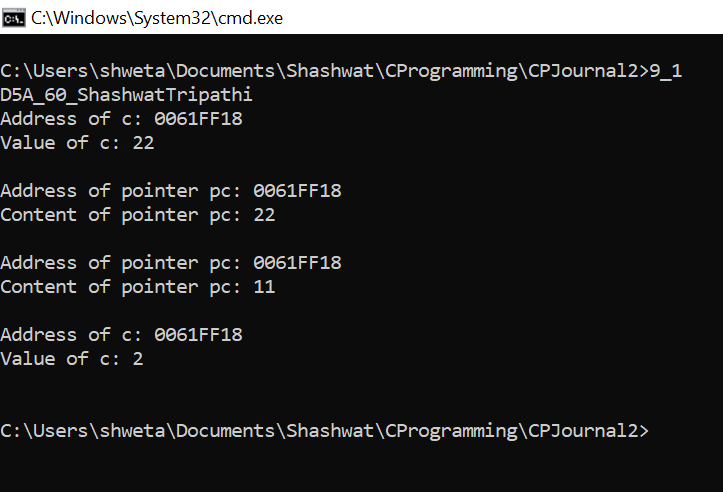 C:\Windows\System32\cmd.exe
C:\Users\shweta\Documents\Shashwat\CProgramming\CPJournal2>9_1
D5A_60_ShashwatTripathi
Address of c: 0061FF18
Value of c: 22
Address of pointer pc: 0061FF18
Content of pointer pc: 22
Address of pointer pc: 0061FF18
Content of pointer pc: 11
Address of c: 0061FF18
Value of c: 2
C:\Users\shweta\Documents\Shashwat\CProgramming\CPJournal2>